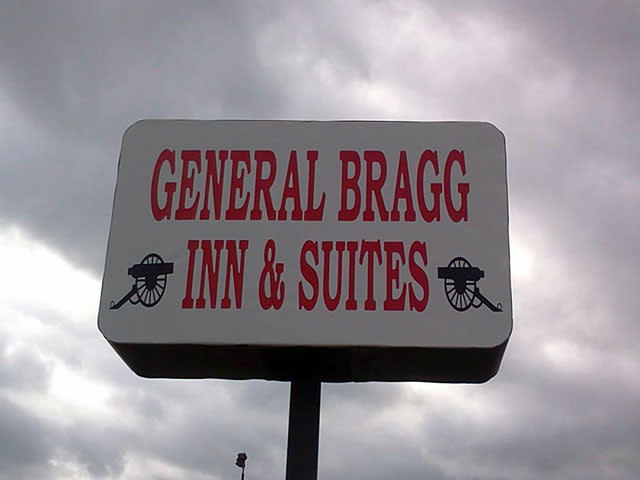 GENERAL BRAGG
INN & SUITES